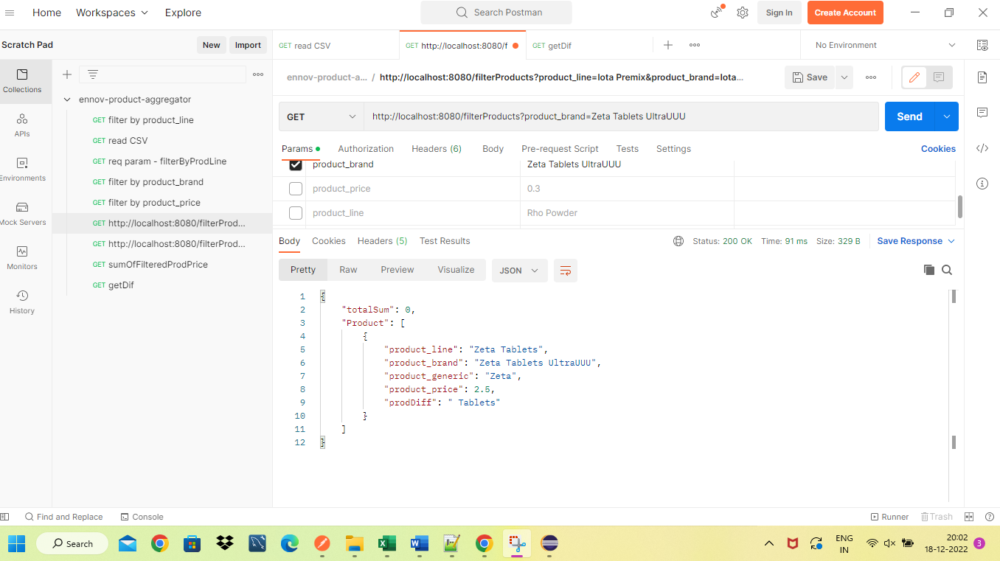 Home Workspaces Explore Search Postman Sign In Create Account
Scratch Pad New Import GET read CSV GET http://localhost:8080/f GET getDif No Environment
Collections
APIs
Environments
Mock Servers
Monitors
History
ennov-product-aggregator
GET filter by product_line
GET read CSV
GET req param - filterByProdLine
GET filter by product_brand
GET filter by product_price
GET http://localhost:8080/filterProd...
GET http://localhost:8080/filterProd...
GET sumOfFilteredProdPrice
GET getDif
ennov-product-a... / http://localhost:8080/filterProducts?product_line=Iota Premix&product_brand=Iota... Save
GET http://localhost:8080/filterProducts?product_brand=Zeta Tablets UltraUUU Send
Params Authorization Headers (6) Body Pre-request Script Tests Settings Cookies
product_brand Zeta Tablets UltraUUU
product_price 0.3
product_line Rho Powder
Body Cookies Headers (5) Test Results Status: 200 OK Time: 91 ms Size: 329 B Save Response
Pretty Raw Preview Visualize JSON
1 {
2 "totalSum": 0,
3 "Product": [
4 {
5 "product_line": "Zeta Tablets",
6 "product_brand": "Zeta Tablets UltraUUU",
7 "product_generic": "Zeta",
8 "product_price": 2.5,
9 "prodDiff": " Tablets"
10 }
11 ]
12 }
Find and Replace Console Runner Trash
Search ENG 20:02
IN 18-12-2022 3